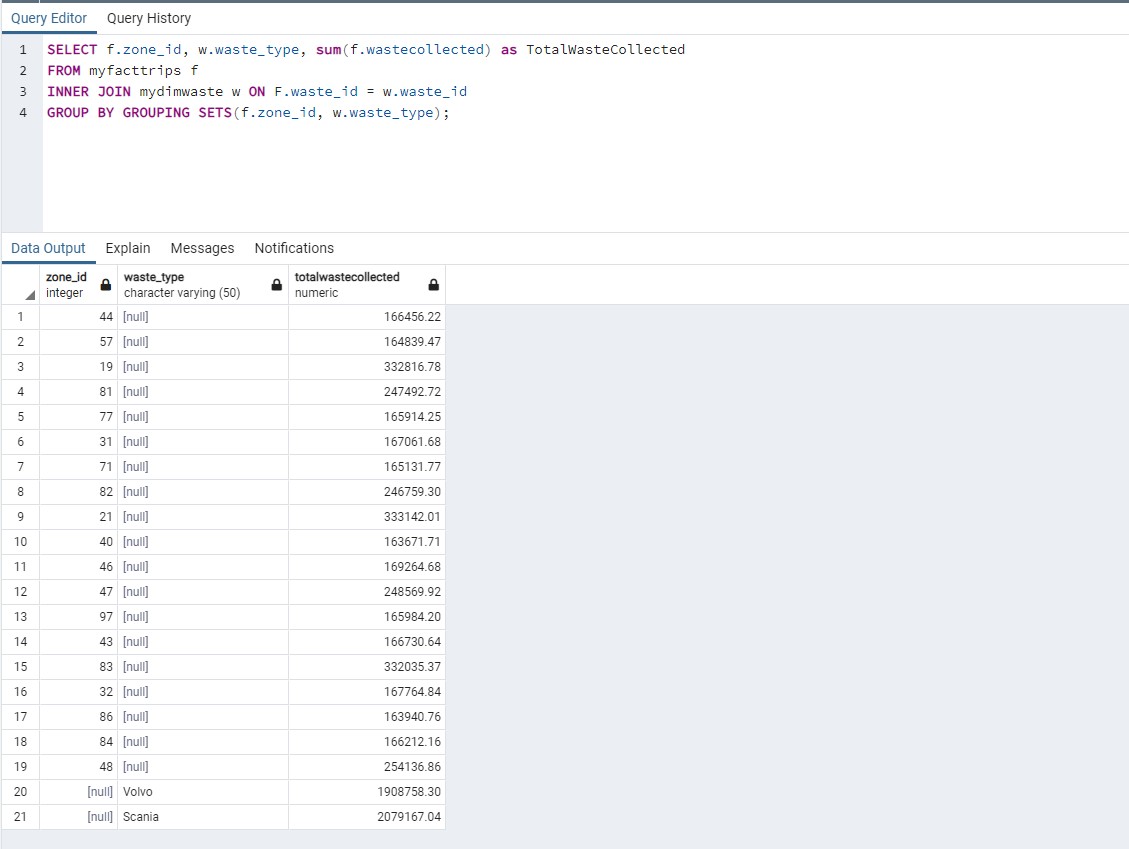 Query Editor Query History
1 SELECT f.zone_id, w.waste_type, sum(f.wastecollected) as TotalWasteCollected
2 FROM myfacttrips f
3 INNER JOIN mydimwaste w ON F.waste_id = w.waste_id
4 GROUP BY GROUPING SETS(f.zone_id, w.waste_type);
Data Output Explain Messages Notifications
zone_id waste_type totalwastecollected
integer character varying (50) numeric
1 44 [null] 166456.22
2 57 [null] 164839.47
3 19 [null] 332816.78
4 81 [null] 247492.72
5 77 [null] 165914.25
6 31 [null] 167061.68
7 71 [null] 165131.77
8 82 [null] 246759.30
9 21 [null] 333142.01
10 40 [null] 163671.71
11 46 [null] 169264.68
12 47 [null] 248569.92
13 97 [null] 165984.20
14 43 [null] 166730.64
15 83 [null] 332035.37
16 32 [null] 167764.84
17 86 [null] 163940.76
18 84 [null] 166212.16
19 48 [null] 254136.86
20 [null] Volvo 1908758.30
21 [null] Scania 2079167.04